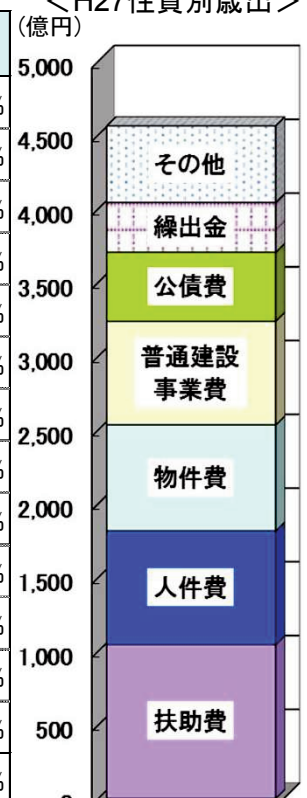 ＜H27性質別歳出＞
(億円)
5,000
4,500
4,000
3,500
3,000
2,500
2,000
1,500
1,000
500
0
その他
繰出金
公債費
普通建設
事業費
物件費
人件費
扶助費
%
%
%
%
%
%
%
%
%
%
%
%
%